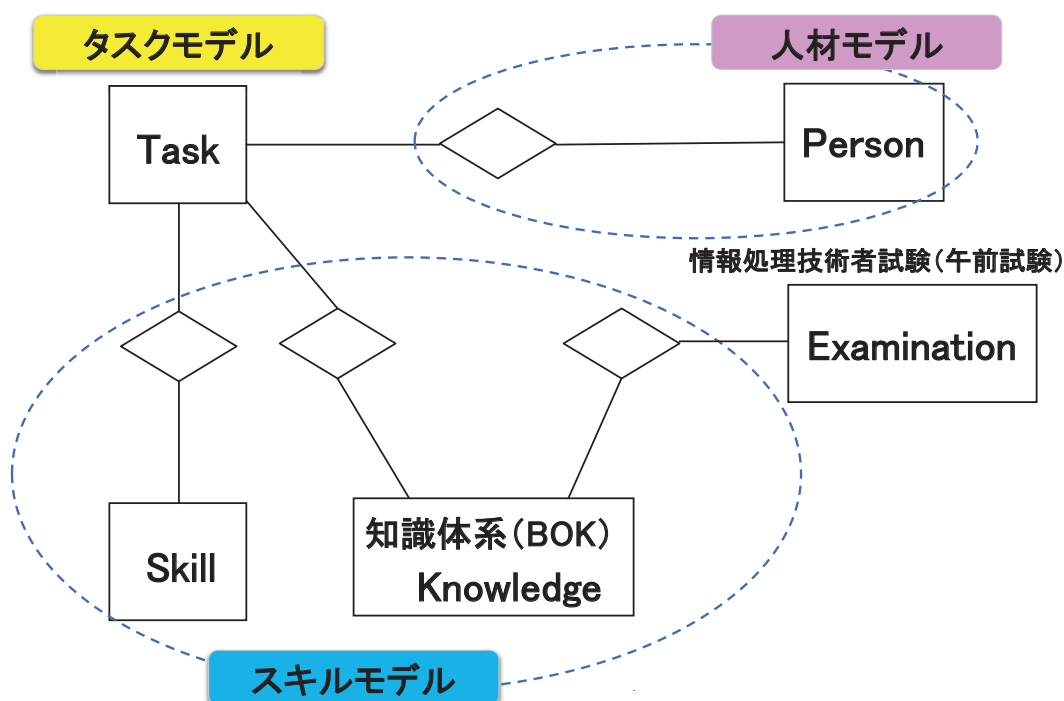 タスクモデル
人材モデル
Task
Person
情報処理技術者試験(午前試験)
Examination
Skill
知識体系(BOK)
Knowledge
スキルモデル